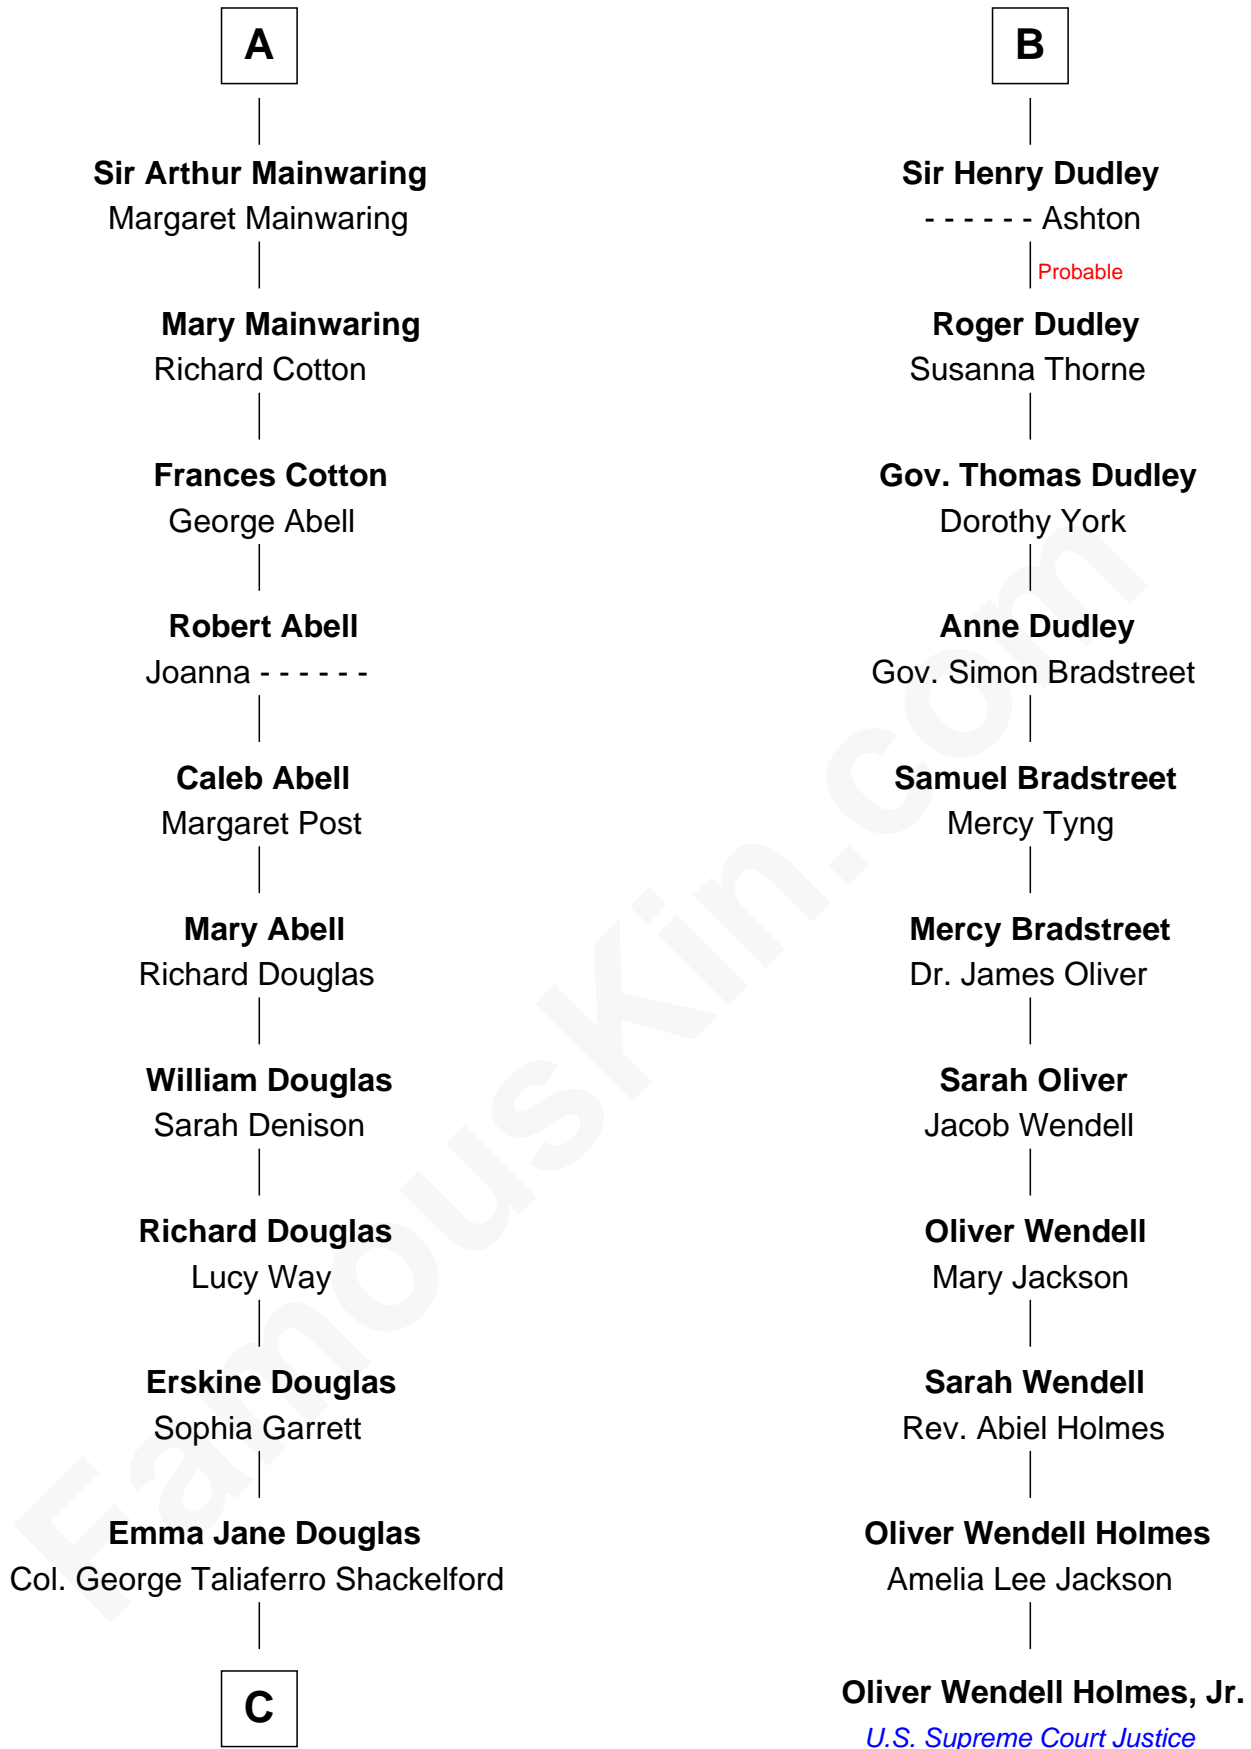 A
Sir Arthur Mainwaring
Margaret Mainwaring
Mary Mainwaring
Richard Cotton
Frances Cotton
George Abell
Robert Abell
Joanna - - - - - -
Caleb Abell
Margaret Post
Mary Abell
Richard Douglas
William Douglas
Sarah Denison
Richard Douglas
Lucy Way
Erskine Douglas
Sophia Garrett
Emma Jane Douglas
Col. George Taliaferro Shackelford
C
B
Sir Henry Dudley
- - - - - - Ashton
Probable
Roger Dudley
Susanna Thorne
Gov. Thomas Dudley
Dorothy York
Anne Dudley
Gov. Simon Bradstreet
Samuel Bradstreet
Mercy Tyng
Mercy Bradstreet
Dr. James Oliver
Sarah Oliver
Jacob Wendell
Oliver Wendell
Mary Jackson
Sarah Wendell
Rev. Abiel Holmes
Oliver Wendell Holmes
Amelia Lee Jackson
Oliver Wendell Holmes, Jr.
U.S. Supreme Court Justice
FamousKin.com